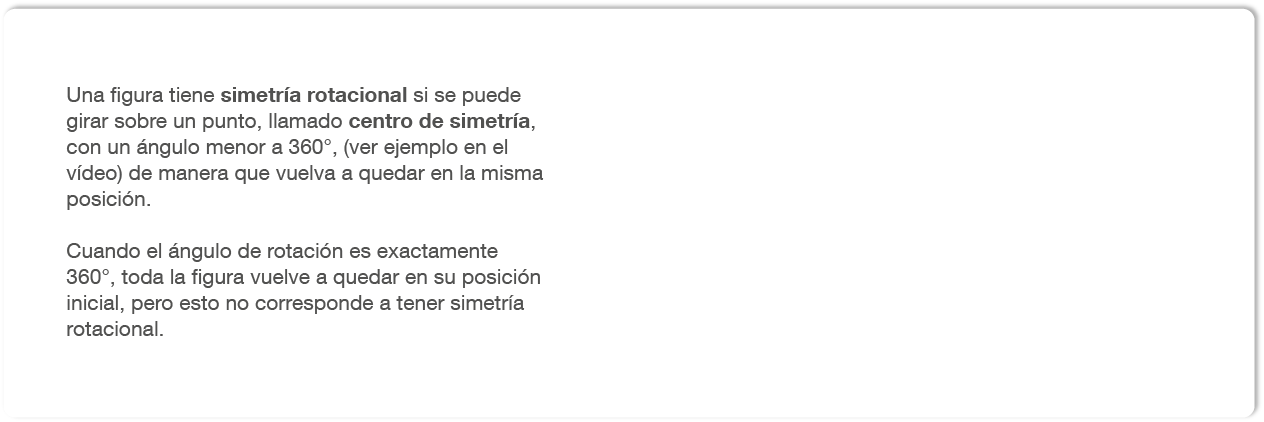 Una figura tiene simetría rotacional si se puede
girar sobre un punto, llamado centro de simetría,
con un ángulo menor a 360°, (ver ejemplo en el
vídeo) de manera que vuelva a quedar en la misma
posición.
Cuando el ángulo de rotación es exactamente
360°, toda la figura vuelve a quedar en su posición
inicial, pero esto no corresponde a tener simetría
rotacional.